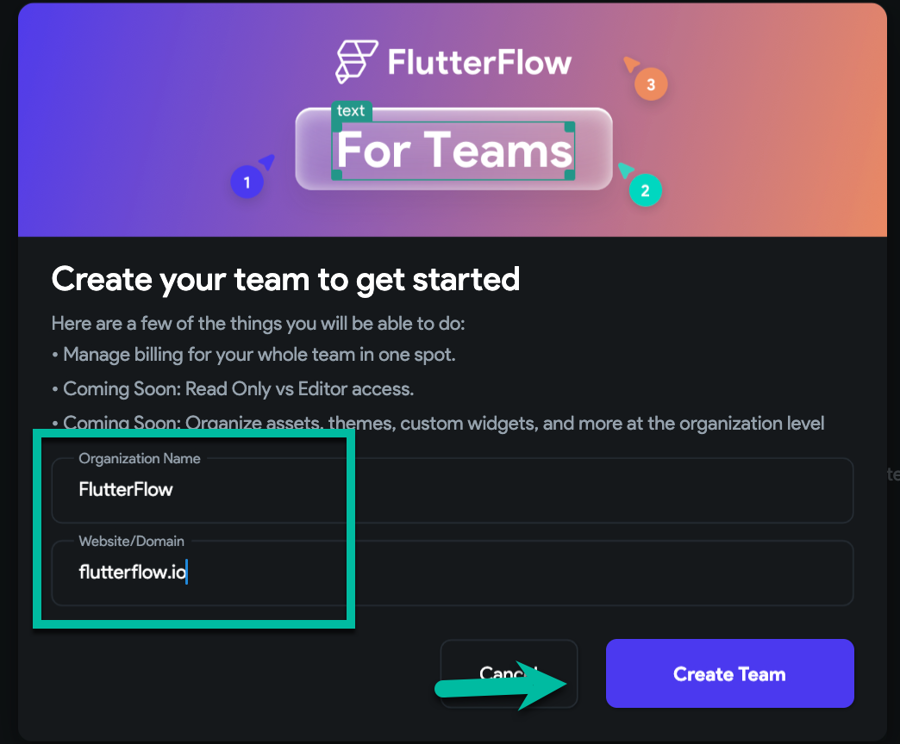 FlutterFlow
3
text
For Teams
1
2
Create your team to get started
Here are a few of the things you will be able to do:
• Manage billing for your whole team in one spot.
• Coming Soon: Read Only vs Editor access.
• Coming Soon: Organize assets, themes, custom widgets, and more at the organization level
Organization Name
FlutterFlow
Website/Domain
flutterflow.io
Cancel
Create Team